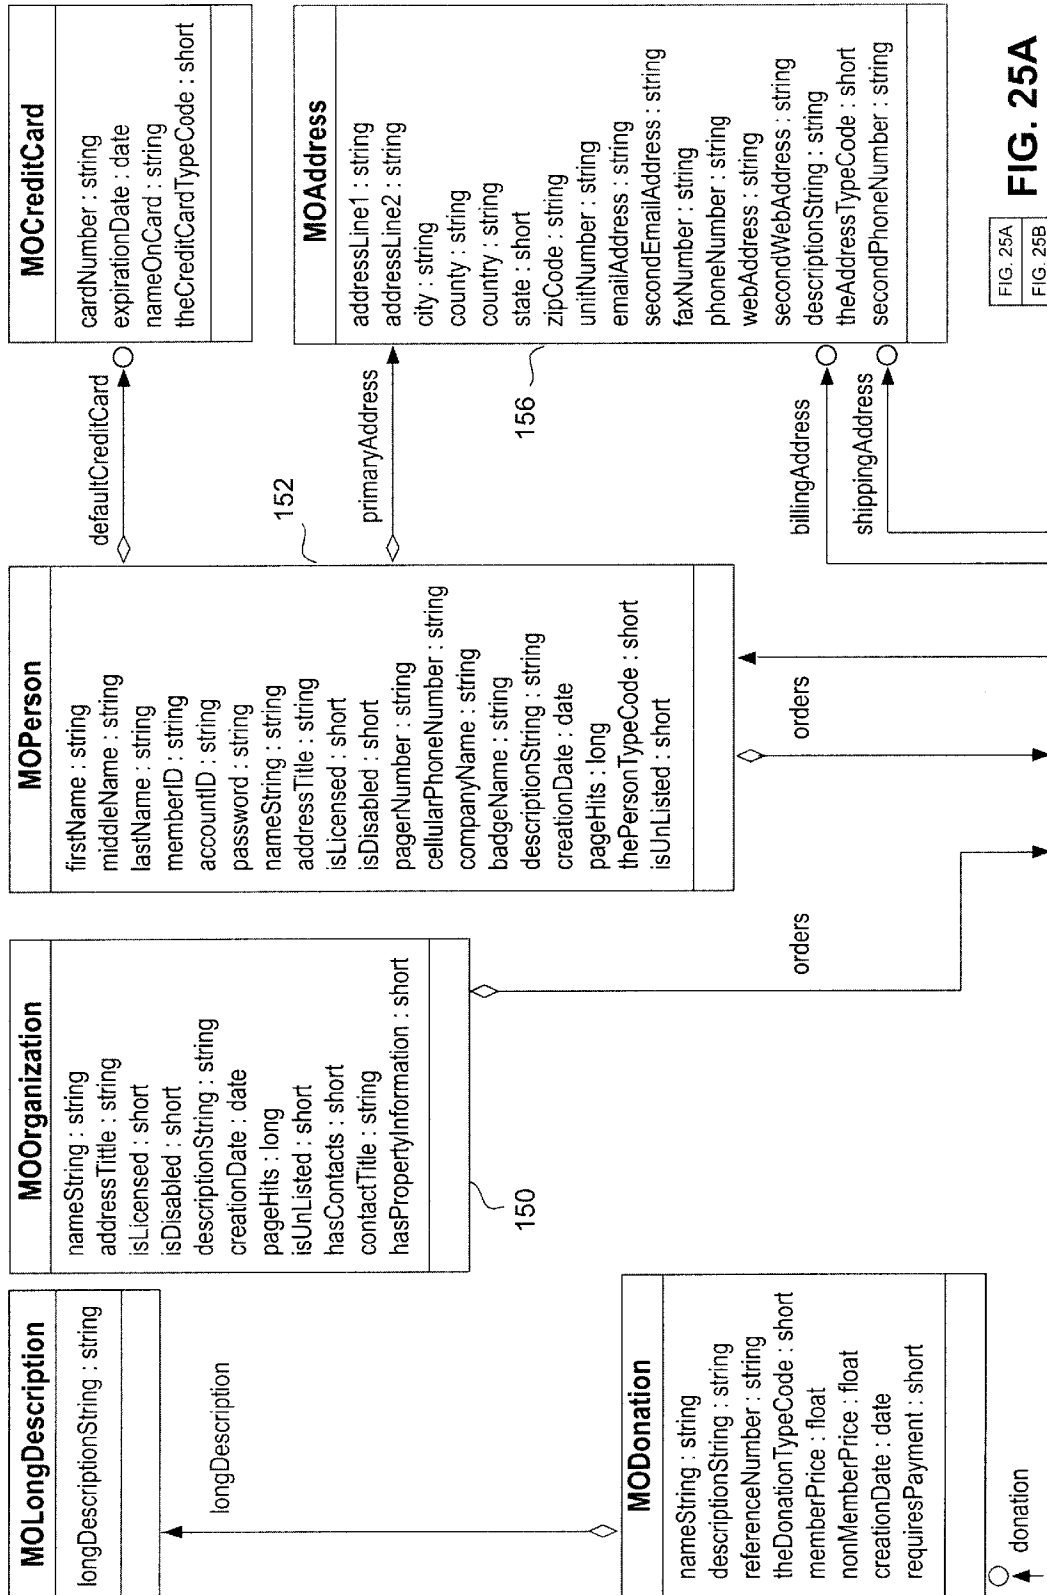 MOLongDescription
longDescriptionString : string
longDescription
MODonation
nameString : string
descriptionString : string
referenceNumber : string
theDonationTypeCode : short
memberPrice : float
nonMemberPrice : float
creationDate : date
requiresPayment : short
donation
MOOrganization
nameString : string
addressTittle : string
isLicensed : short
isDisabled : short
descriptionString : string
creationDate : date
pageHits : long
isUnListed : short
hasContacts : short
contactTitle : string
hasPropertyInformation : short
150
orders
MOPerson
firstName : string
middleName : string
lastName : string
memberID : string
accountID : string
password : string
nameString : string
addressTitle : string
isLicensed : short
isDisabled : short
pagerNumber : string
cellularPhoneNumber : string
companyName : string
badgeName : string
descriptionString : string
creationDate : date
pageHits : long
thePersonTypeCode : short
isUnListed : short
152
orders
defaultCreditCard
primaryAddress
MOCreditCard
cardNumber : string
expirationDate : date
nameOnCard : string
theCreditCardTypeCode : short
MOAddress
addressLine1 : string
addressLine2 : string
city : string
county : string
country : string
state : short
zipCode : string
unitNumber : string
emailAddress : string
secondEmailAddress : string
faxNumber : string
phoneNumber : string
webAddress : string
secondWebAddress : string
descriptionString : string
theAddressTypeCode : short
secondPhoneNumber : string
156
billingAddress
shippingAddress
FIG. 25A
FIG. 25B
FIG. 25A